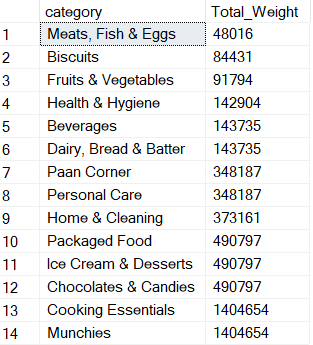 category Total_Weight
1 Meats, Fish & Eggs 48016
2 Biscuits 84431
3 Fruits & Vegetables 91794
4 Health & Hygiene 142904
5 Beverages 143735
6 Dairy, Bread & Batter 143735
7 Paan Corner 348187
8 Personal Care 348187
9 Home & Cleaning 373161
10 Packaged Food 490797
11 Ice Cream & Desserts 490797
12 Chocolates & Candies 490797
13 Cooking Essentials 1404654
14 Munchies 1404654